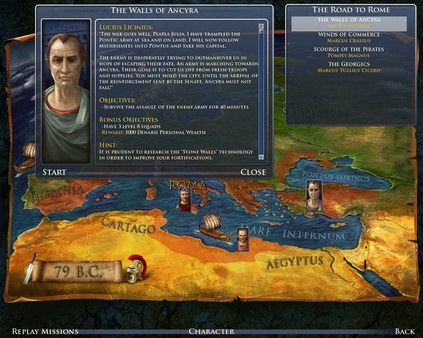 The Walls of Ancyra
Lucius Licinius:
"The war goes well, Peapla Julia. I have trampled the
Pontic army at sea and on land. I will now follow
Mithridates into Pontus and take his capital.
The enemy is desperately trying to outmaneuver us in
hope of escaping their fate. An army is marching towards
Ancyra. Their goal is to cut us off from fresh troops
and supplies. You must hold the city, until the arrival of
the reinforcement sent by the Senate. Ancyra must not
fall!"
Objectives:
- Survive the assault of the enemy army for 40 minutes
Bonus Objectives
- Have 3 level 8 squads
Reward: 1000 Denarii Personal Wealth
Hint:
It is prudent to research the "Stone Walls" technology
in order to improve your fortifications.
Start
Close
The Road to Rome
The Walls of Ancyra
Winds of Commerce
Marcus Crassus
Scourge of the Pirates
Pompey Magnus
The Georgics
Marcus Tullius Cicero
Hispania
Roma
Pontus Euxinos
Cartago
Mare Internum
Aegyptus
79 B.C.
Replay Missions
Character
Back